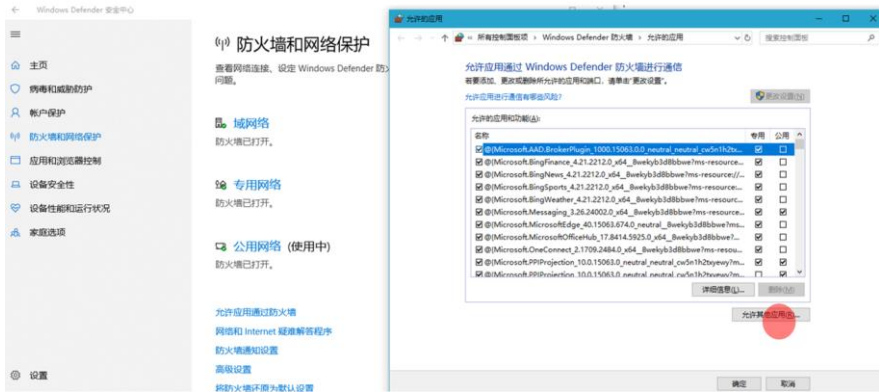 Windows Defender 安全中心
主页
病毒和威胁防护
帐户保护
防火墙和网络保护
应用和浏览器控制
设备安全性
设备性能和运行状况
家庭选项
设置
防火墙和网络保护
查看网络连接、设定 Windows Defender 防
问题。
域网络
防火墙已打开。
专用网络
防火墙已打开。
公用网络 (使用中)
防火墙已打开。
允许应用通过防火墙
网络和 Internet 疑难解答程序
防火墙通知设置
高级设置
将防火墙还原为默认设置
允许的应用
« 所有控制面板项 › Windows Defender 防火墙 › 允许的应用
搜索控制面板
允许应用通过 Windows Defender 防火墙进行通信
若要添加、更改或删除所允许的应用和端口，请单击"更改设置"。
允许应用进行通信有哪些风险?
更改设置(N)
允许的应用和功能(A):
名称 专用 公用
@{Microsoft.AAD.BrokerPlugin_1000.15063.0.0_neutral_neutral_cw5n1h2tx...
@{Microsoft.BingFinance_4.21.2212.0_x64__8wekyb3d8bbwe?ms-resource...
@{Microsoft.BingNews_4.21.2212.0_x64__8wekyb3d8bbwe?ms-resource://...
@{Microsoft.BingSports_4.21.2212.0_x64__8wekyb3d8bbwe?ms-resource:...
@{Microsoft.BingWeather_4.21.2212.0_x64__8wekyb3d8bbwe?ms-resourc...
@{Microsoft.Messaging_3.26.24002.0_x64__8wekyb3d8bbwe?ms-resource...
@{Microsoft.MicrosoftEdge_40.15063.674.0_neutral__8wekyb3d8bbwe?ms...
@{Microsoft.MicrosoftOfficeHub_17.8414.5925.0_x64__8wekyb3d8bbwe?...
@{Microsoft.OneConnect_2.1709.2484.0_x64__8wekyb3d8bbwe?ms-resou...
@{Microsoft.PPIProjection_10.0.15063.0_neutral_neutral_cw5n1h2txyewy?m...
@{Microsoft.PPIProjection_10.0.15063.0_neutral_neutral_cw5n1h2txyewy?m...
详细信息(L)...
删除(M)
允许其他应用(R)...
确定
取消